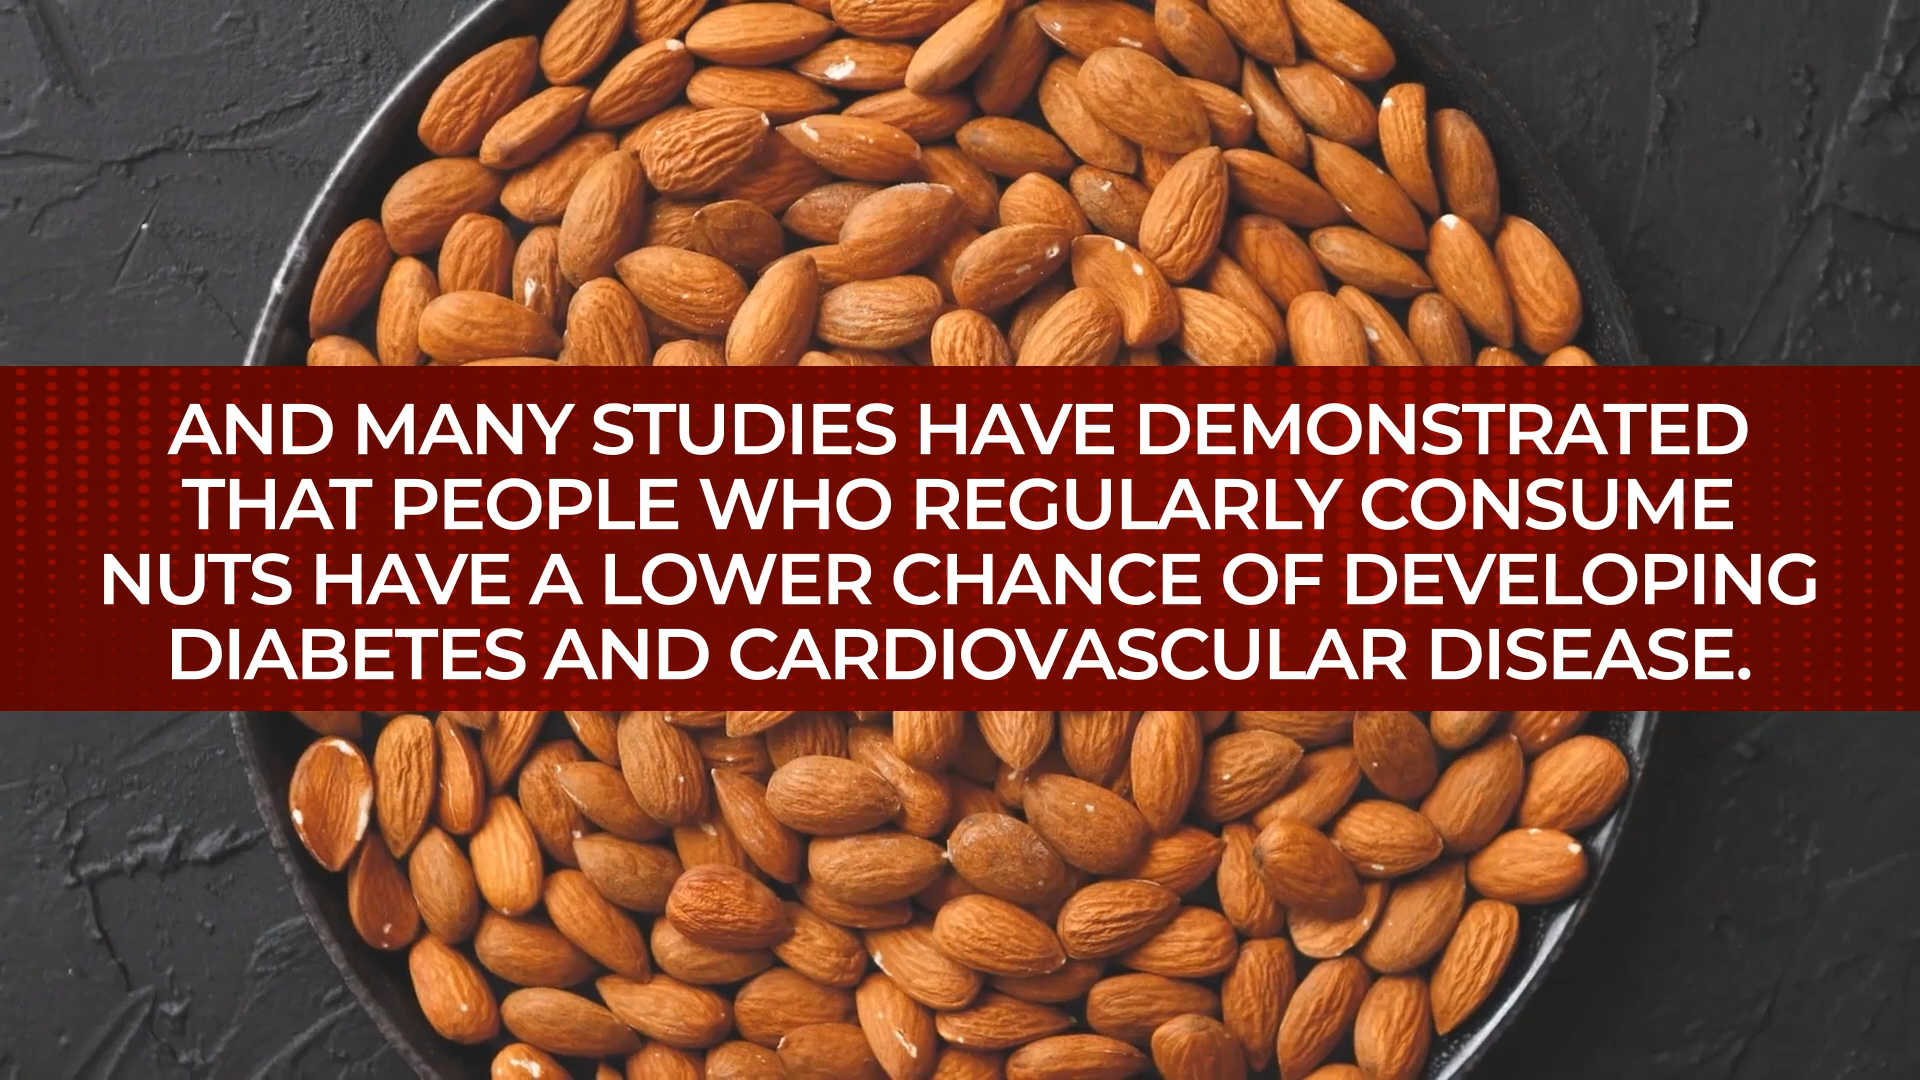 AND MANY STUDIES HAVE DEMONSTRATED
THAT PEOPLE WHO REGULARLY CONSUME
NUTS HAVE A LOWER CHANCE OF DEVELOPING
DIABETES AND CARDIOVASCULAR DISEASE.